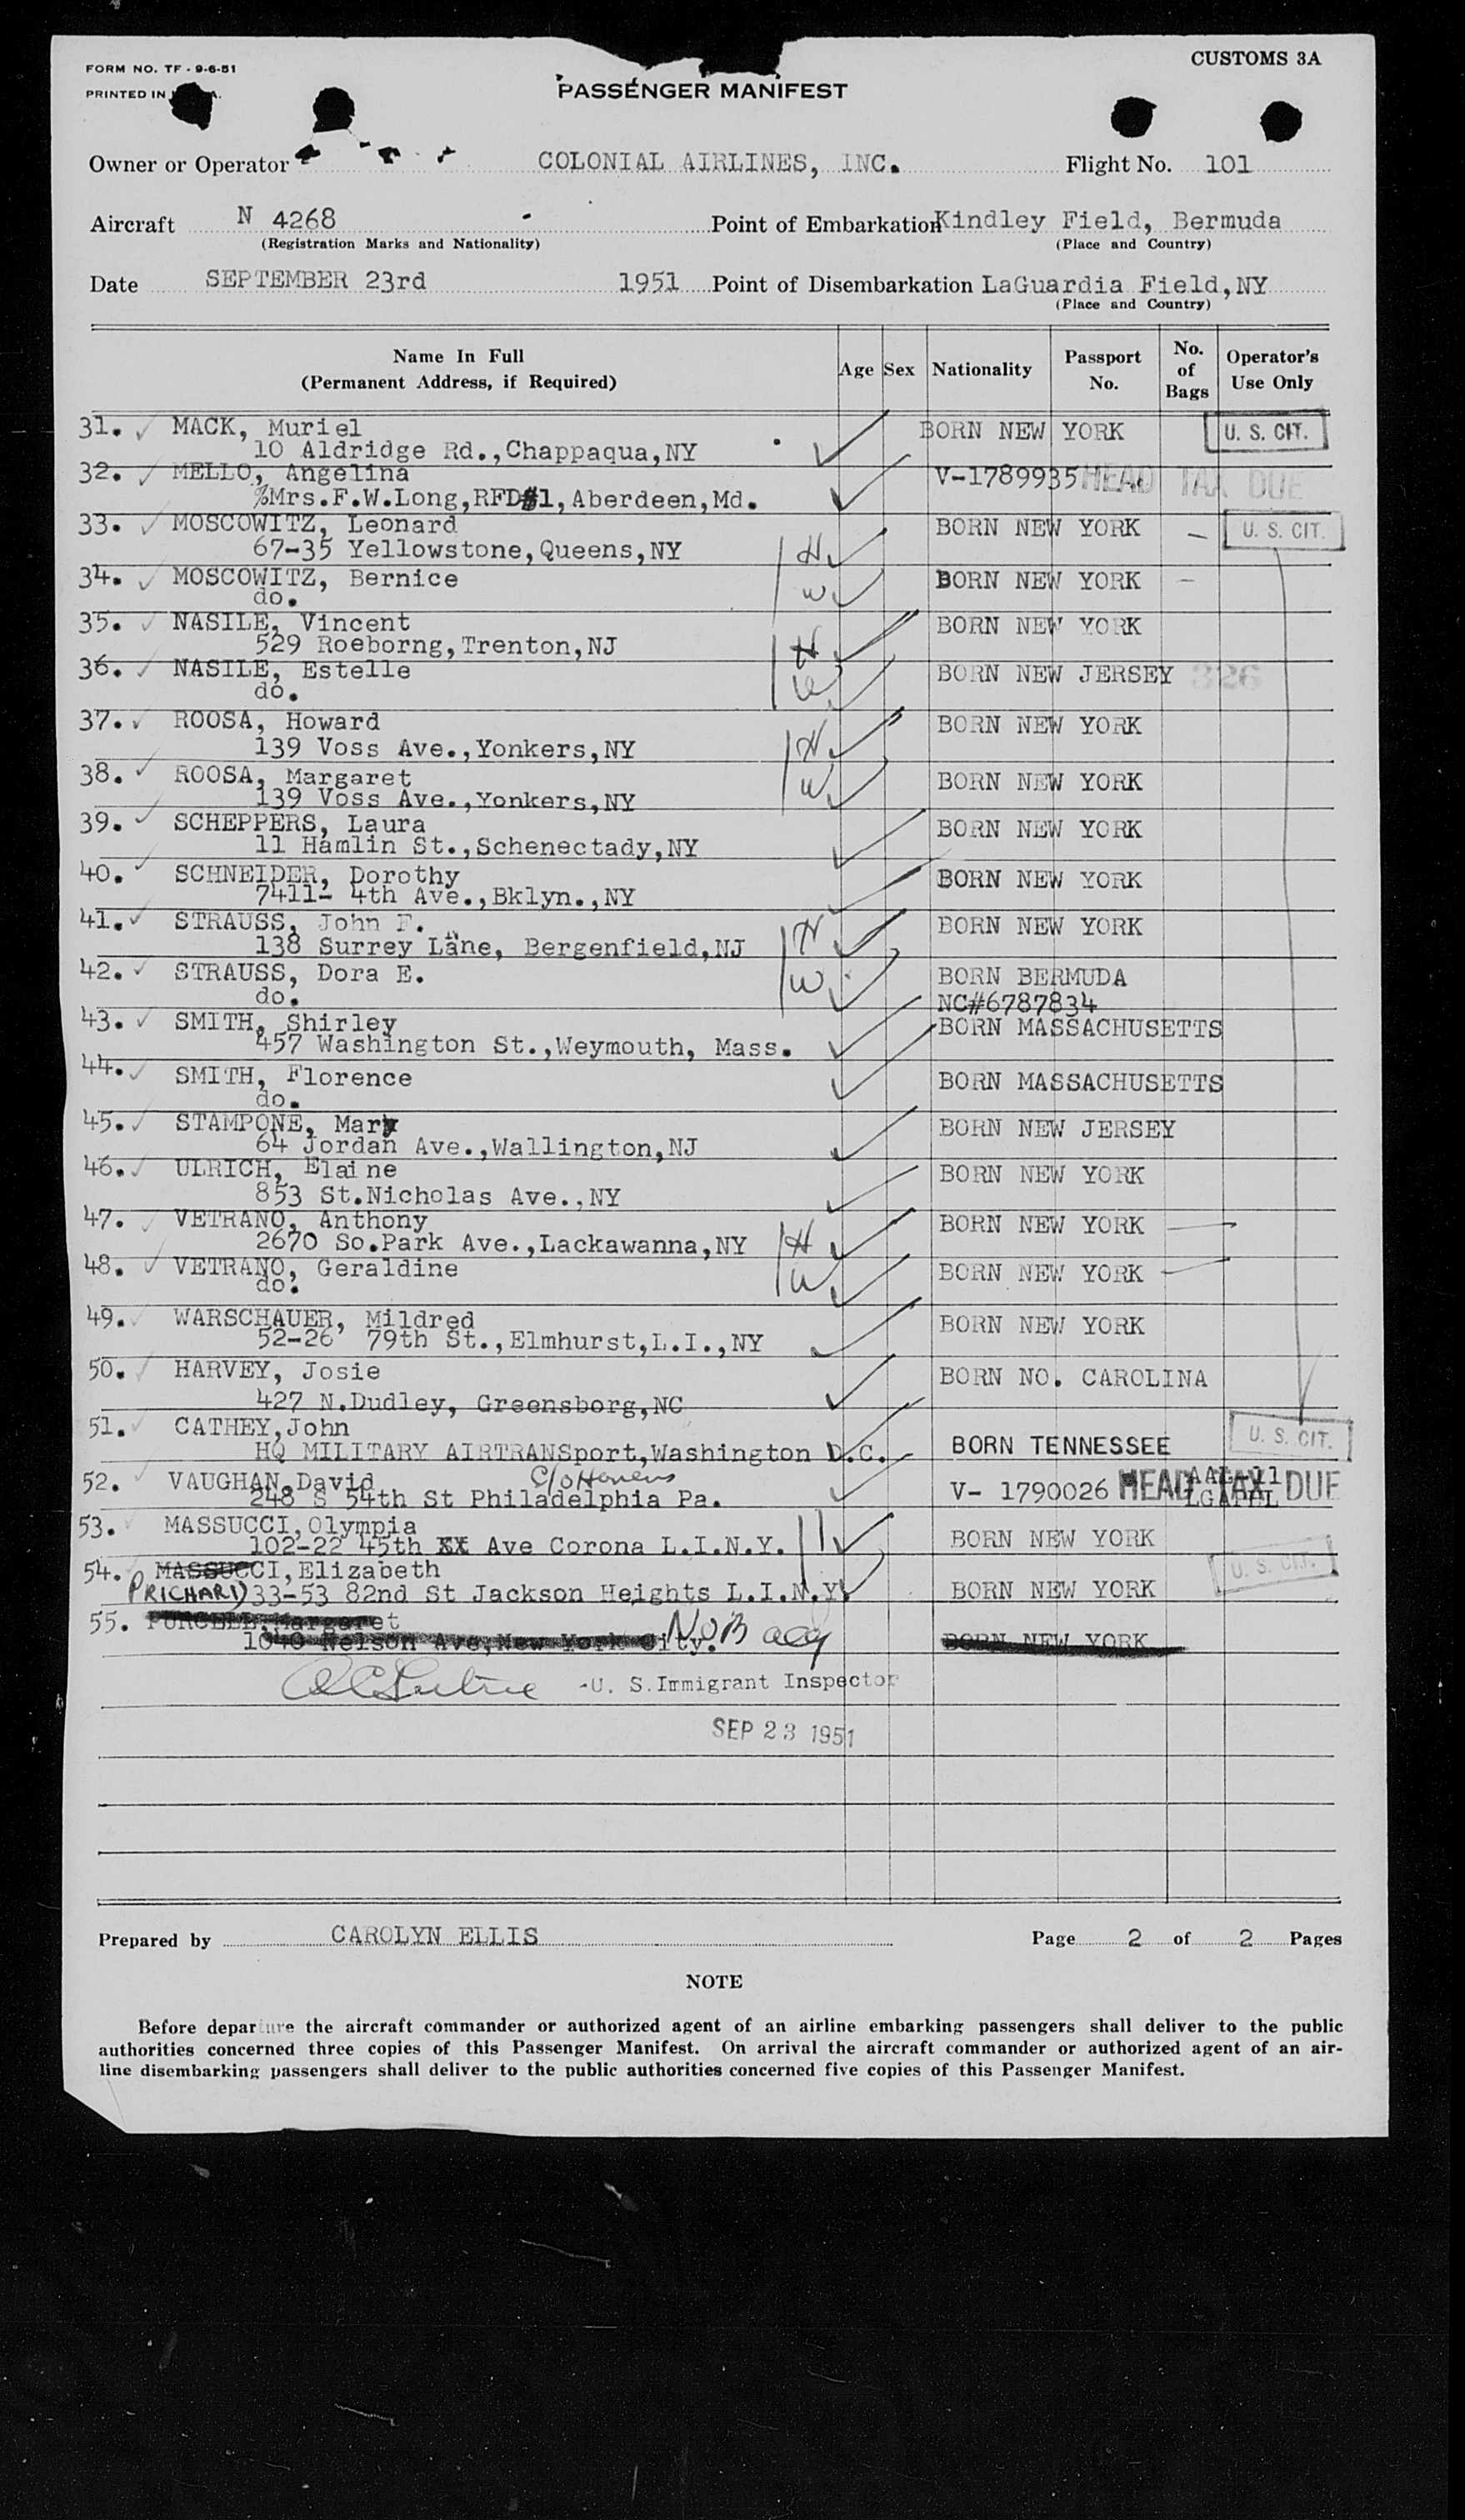 FORM NO. TF - 9-6-51
CUSTOMS 3A
PRINTED IN
PASSENGER MANIFEST
Owner or Operator COLONIAL AIRLINES, INC. Flight No. 101
Aircraft N 4268 Point of Embarkation Kindley Field, Bermuda
(Registration Marks and Nationality) (Place and Country)
Date SEPTEMBER 23rd 1951 Point of Disembarkation LaGuardia Field,NY
(Place and Country)
Name In Full (Permanent Address, if Required) Age Sex Nationality Passport No. No. of Bags Operator's Use Only
31. MACK, Muriel BORN NEW YORK U. S. CIT.
10 Aldridge Rd.,Chappaqua,NY
32. MELLO, Angelina V-1789935 HEAD TAX DUE
%Mrs.F.W.Long,RFD#1,Aberdeen,Md.
33. MOSCOWITZ, Leonard BORN NEW YORK — U. S. CIT.
67-35 Yellowstone,Queens,NY H
34. MOSCOWITZ, Bernice BORN NEW YORK -
do. W
35. NASILE, Vincent BORN NEW YORK
529 Roeborng,Trenton,NJ H
36. NASILE, Estelle BORN NEW JERSEY 326
do. W
37. ROOSA, Howard BORN NEW YORK
139 Voss Ave.,Yonkers,NY H
38. ROOSA, Margaret BORN NEW YORK
139 Voss Ave.,Yonkers,NY W
39. SCHEPPERS, Laura BORN NEW YORK
11 Hamlin St.,Schenectady,NY
40. SCHNEIDER, Dorothy BORN NEW YORK
7411- 4th Ave.,Bklyn.,NY
41. STRAUSS, John F. BORN NEW YORK
138 Surrey Lane, Bergenfield,NJ H
42. STRAUSS, Dora E. BORN BERMUDA
do. W NC#6787834
43. SMITH, Shirley BORN MASSACHUSETTS
457 Washington St.,Weymouth, Mass.
44. SMITH, Florence BORN MASSACHUSETTS
do.
45. STAMPONE, Mary BORN NEW JERSEY
64 Jordan Ave.,Wallington,NJ
46. ULRICH, Elaine BORN NEW YORK
853 St.Nicholas Ave.,NY
47. VETRANO, Anthony BORN NEW YORK —
2670 So.Park Ave.,Lackawanna,NY H
48. VETRANO, Geraldine BORN NEW YORK —
do. W
49. WARSCHAUER, Mildred BORN NEW YORK
52-26 79th St.,Elmhurst,L.I.,NY
50. HARVEY, Josie BORN NO. CAROLINA
427 N.Dudley, Greensborg,NC
51. CATHEY,John U. S. CIT.
HQ MILITARY AIRTRANSport,Washington D.C. BORN TENNESSEE
52. VAUGHAN,David C/o V- 1790026 HEAD TAX DUE
248 S 54th St Philadelphia Pa.
53. MASSUCCI,Olympia BORN NEW YORK
102-22 45th XX Ave Corona L.I.N.Y.
54. MASSUCCI,Elizabeth U. S. CIT.
PRICHARD 33-53 82nd St Jackson Heights L.I.N.Y. BORN NEW YORK
55. PURCELL,Margaret
1040 Nelson Ave,New York City. NOB BORN NEW YORK
-U. S. Immigrant Inspector
SEP 23 1951
Prepared by CAROLYN ELLIS Page 2 of 2 Pages
NOTE
Before departure the aircraft commander or authorized agent of an airline embarking passengers shall deliver to the public
authorities concerned three copies of this Passenger Manifest. On arrival the aircraft commander or authorized agent of an air-
line disembarking passengers shall deliver to the public authorities concerned five copies of this Passenger Manifest.